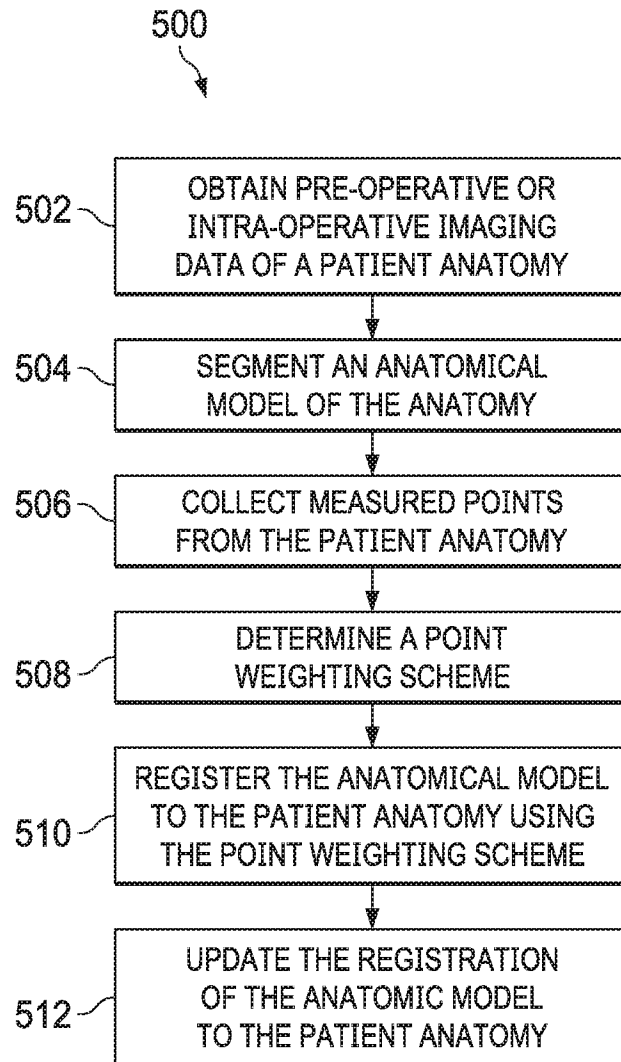 500
502
OBTAIN PRE-OPERATIVE OR
INTRA-OPERATIVE IMAGING
DATA OF A PATIENT ANATOMY
504
SEGMENT AN ANATOMICAL
MODEL OF THE ANATOMY
506
COLLECT MEASURED POINTS
FROM THE PATIENT ANATOMY
508
DETERMINE A POINT
WEIGHTING SCHEME
510
REGISTER THE ANATOMICAL MODEL
TO THE PATIENT ANATOMY USING
THE POINT WEIGHTING SCHEME
512
UPDATE THE REGISTRATION
OF THE ANATOMIC MODEL
TO THE PATIENT ANATOMY